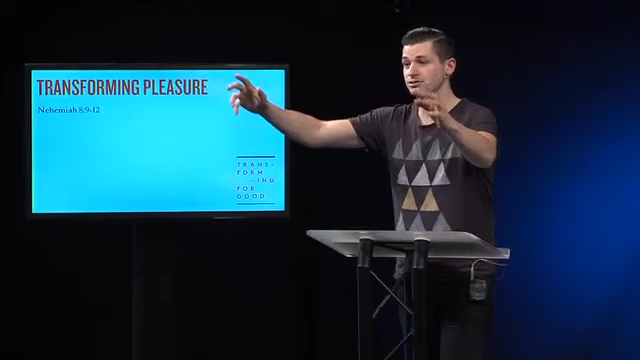 TRANSFORMING PLEASURE
Nehemiah 8:9-12
TRANS-
FORM
-ING
FOR
GOOD